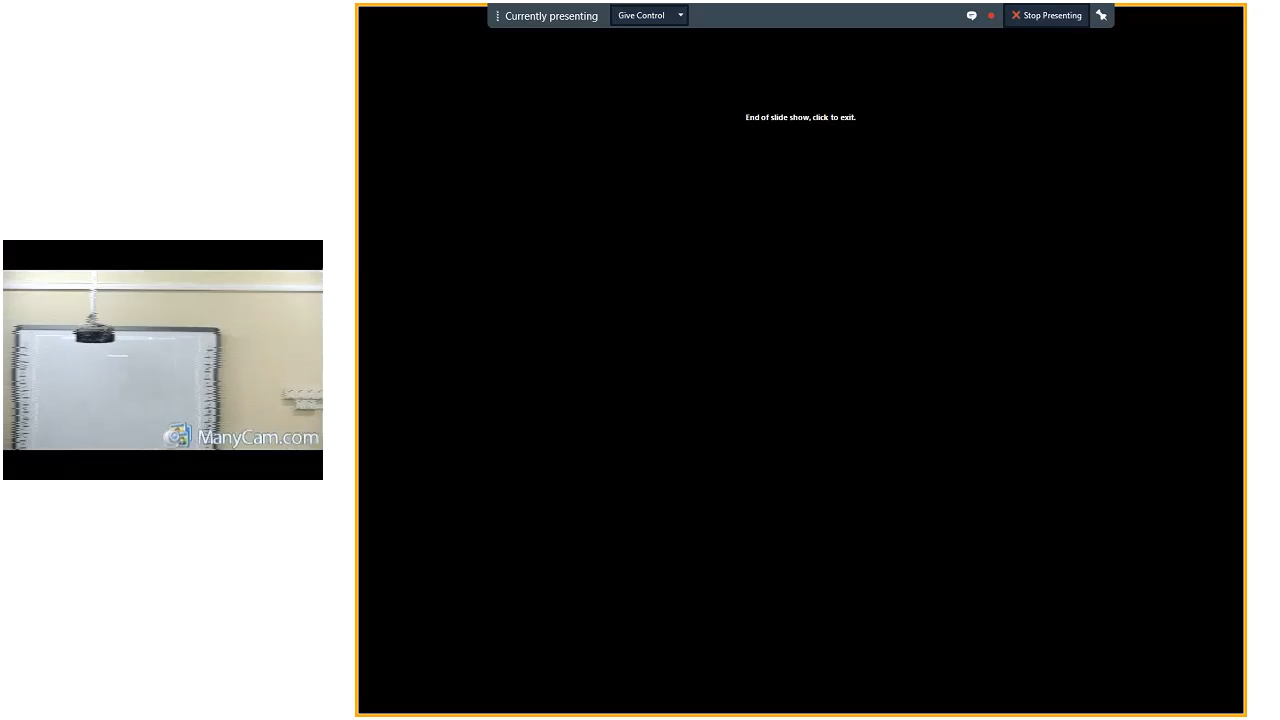 Currently presenting
Give Control
Stop Presenting
End of slide show, click to exit.
ManyCam.com